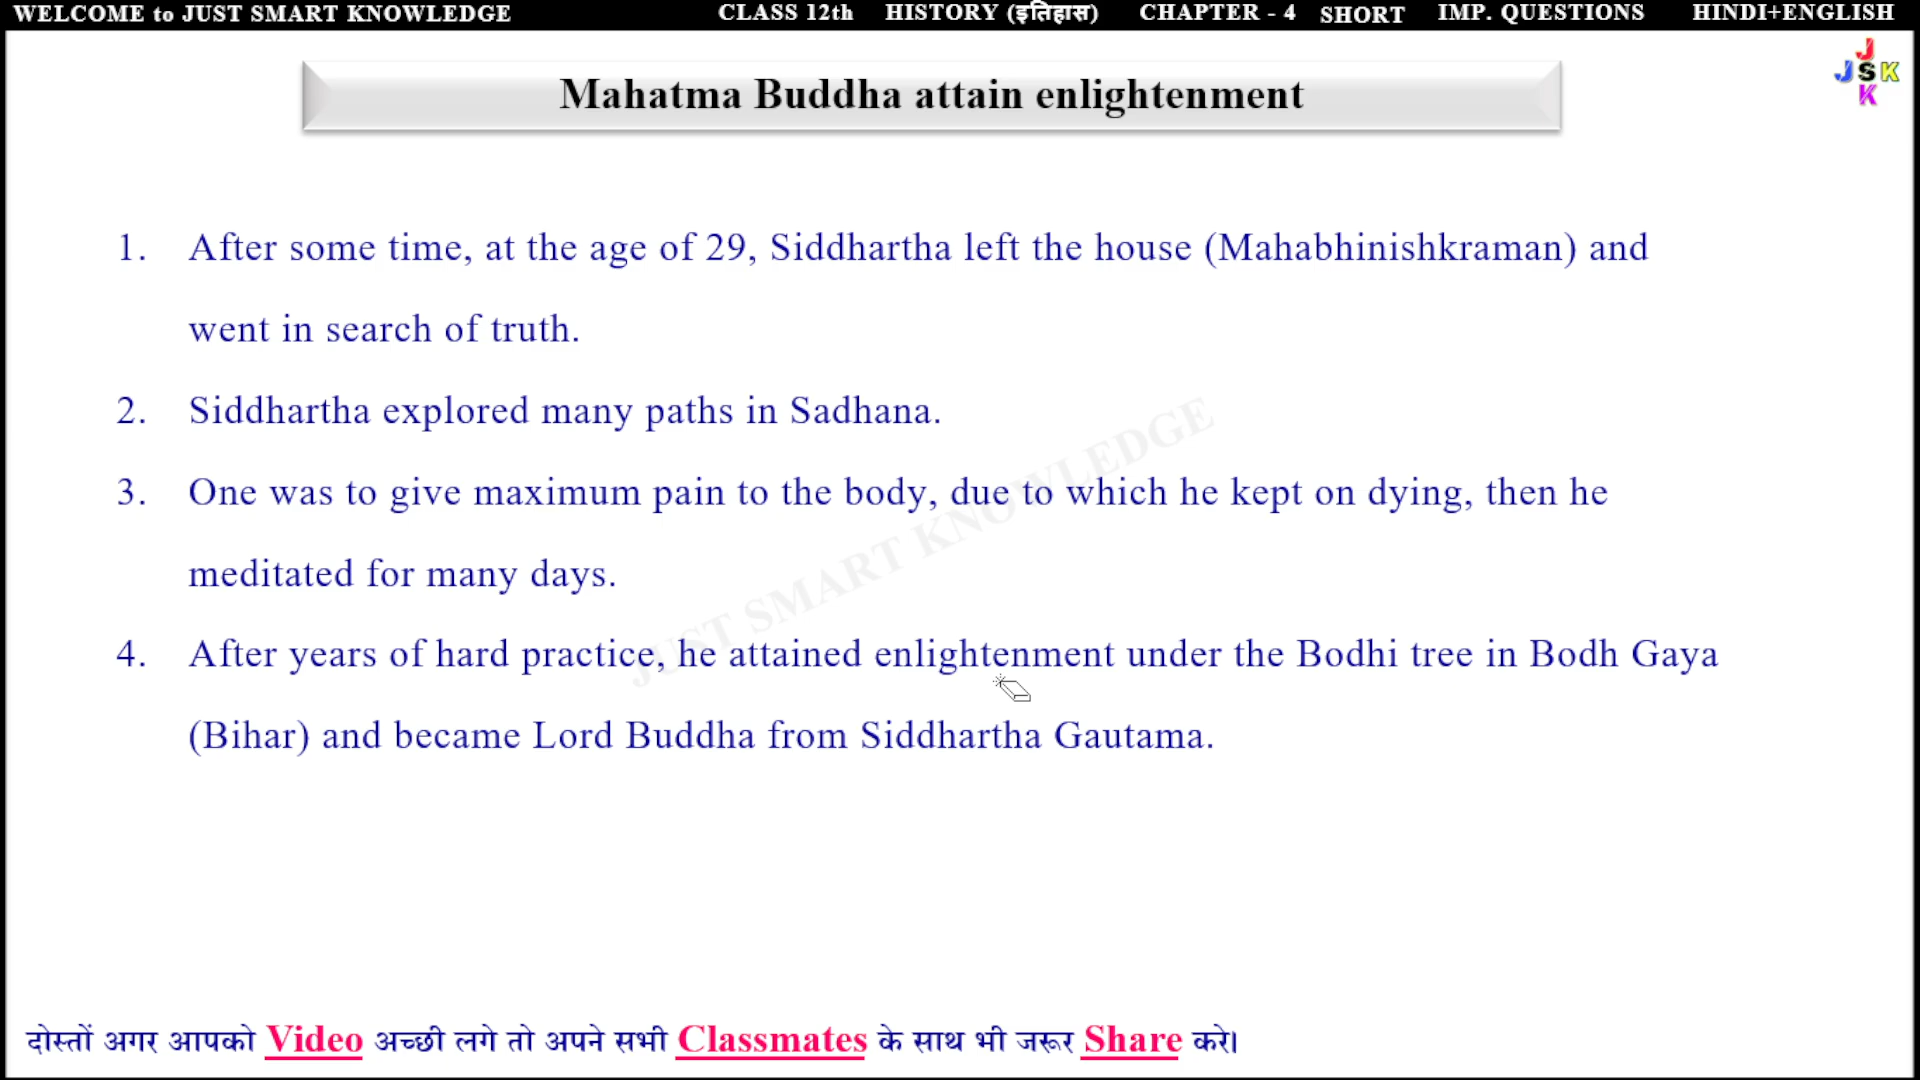 WELCOME to JUST SMART KNOWLEDGE CLASS 12th HISTORY (इतिहास) CHAPTER - 4 SHORT IMP. QUESTIONS HINDI+ENGLISH
J
JSK
K
Mahatma Buddha attain enlightenment
1. After some time, at the age of 29, Siddhartha left the house (Mahabhinishkraman) and
went in search of truth.
2. Siddhartha explored many paths in Sadhana.
3. One was to give maximum pain to the body, due to which he kept on dying, then he
meditated for many days.
4. After years of hard practice, he attained enlightenment under the Bodhi tree in Bodh Gaya
(Bihar) and became Lord Buddha from Siddhartha Gautama.
JUST SMART KNOWLEDGE
दोस्तों अगर आपको Video अच्छी लगे तो अपने सभी Classmates के साथ भी जरूर Share करे।